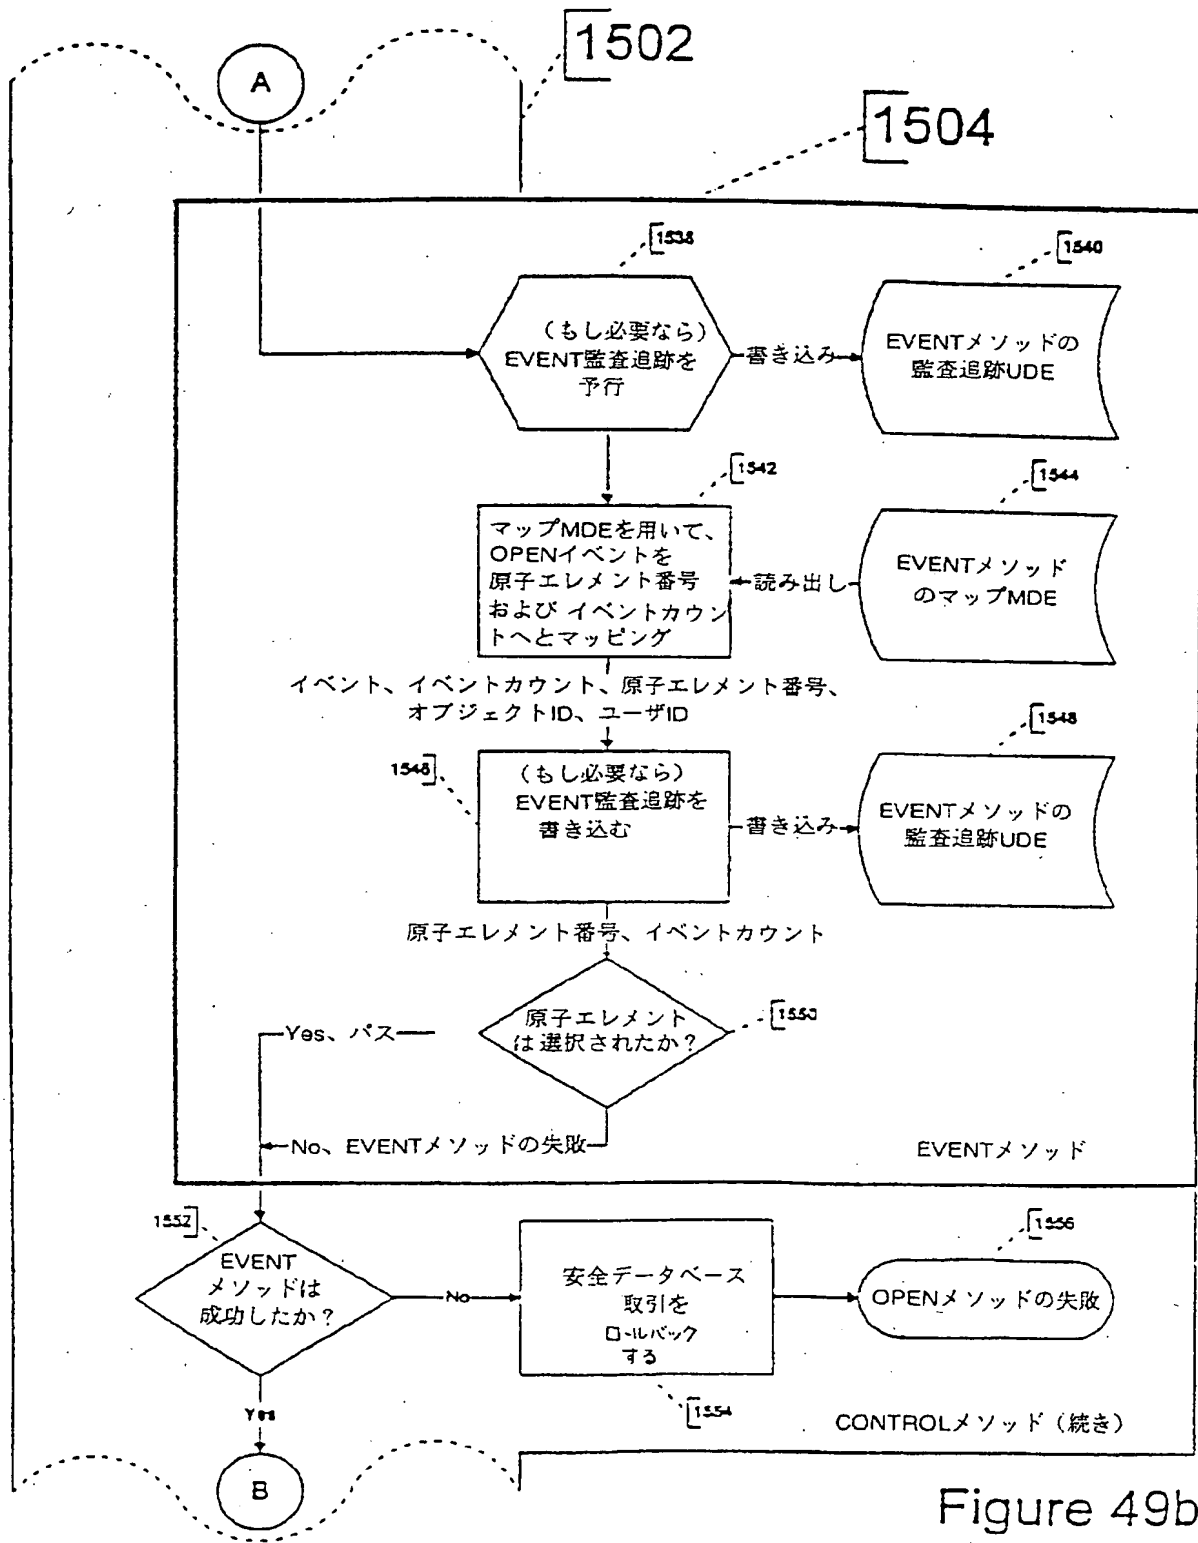 1502
A
1504
1538
1540
（もし必要なら）
EVENT監査追跡を
予行
書き込み
EVENTメソッドの
監査追跡UDE
1542
1544
マップMDEを用いて、
OPENイベントを
原子エレメント番号
および イベントカウン
トへとマッピング
読み出し
EVENTメソッド
のマップMDE
イベント、イベントカウント、原子エレメント番号、
オブジェクトID、ユーザID
1548
1546
（もし必要なら）
EVENT監査追跡を
書き込む
書き込み
EVENTメソッドの
監査追跡UDE
原子エレメント番号、イベントカウント
1550
原子エレメント
は 選択されたか？
Yes、パス
No、EVENTメソッドの失敗
EVENTメソッド
1552
EVENT
メソッドは
成功したか？
No
安全データベース
取引を
ロールバック
する
1554
1556
OPENメソッドの失敗
Yes
CONTROLメソッド（続き）
B
Figure 49b